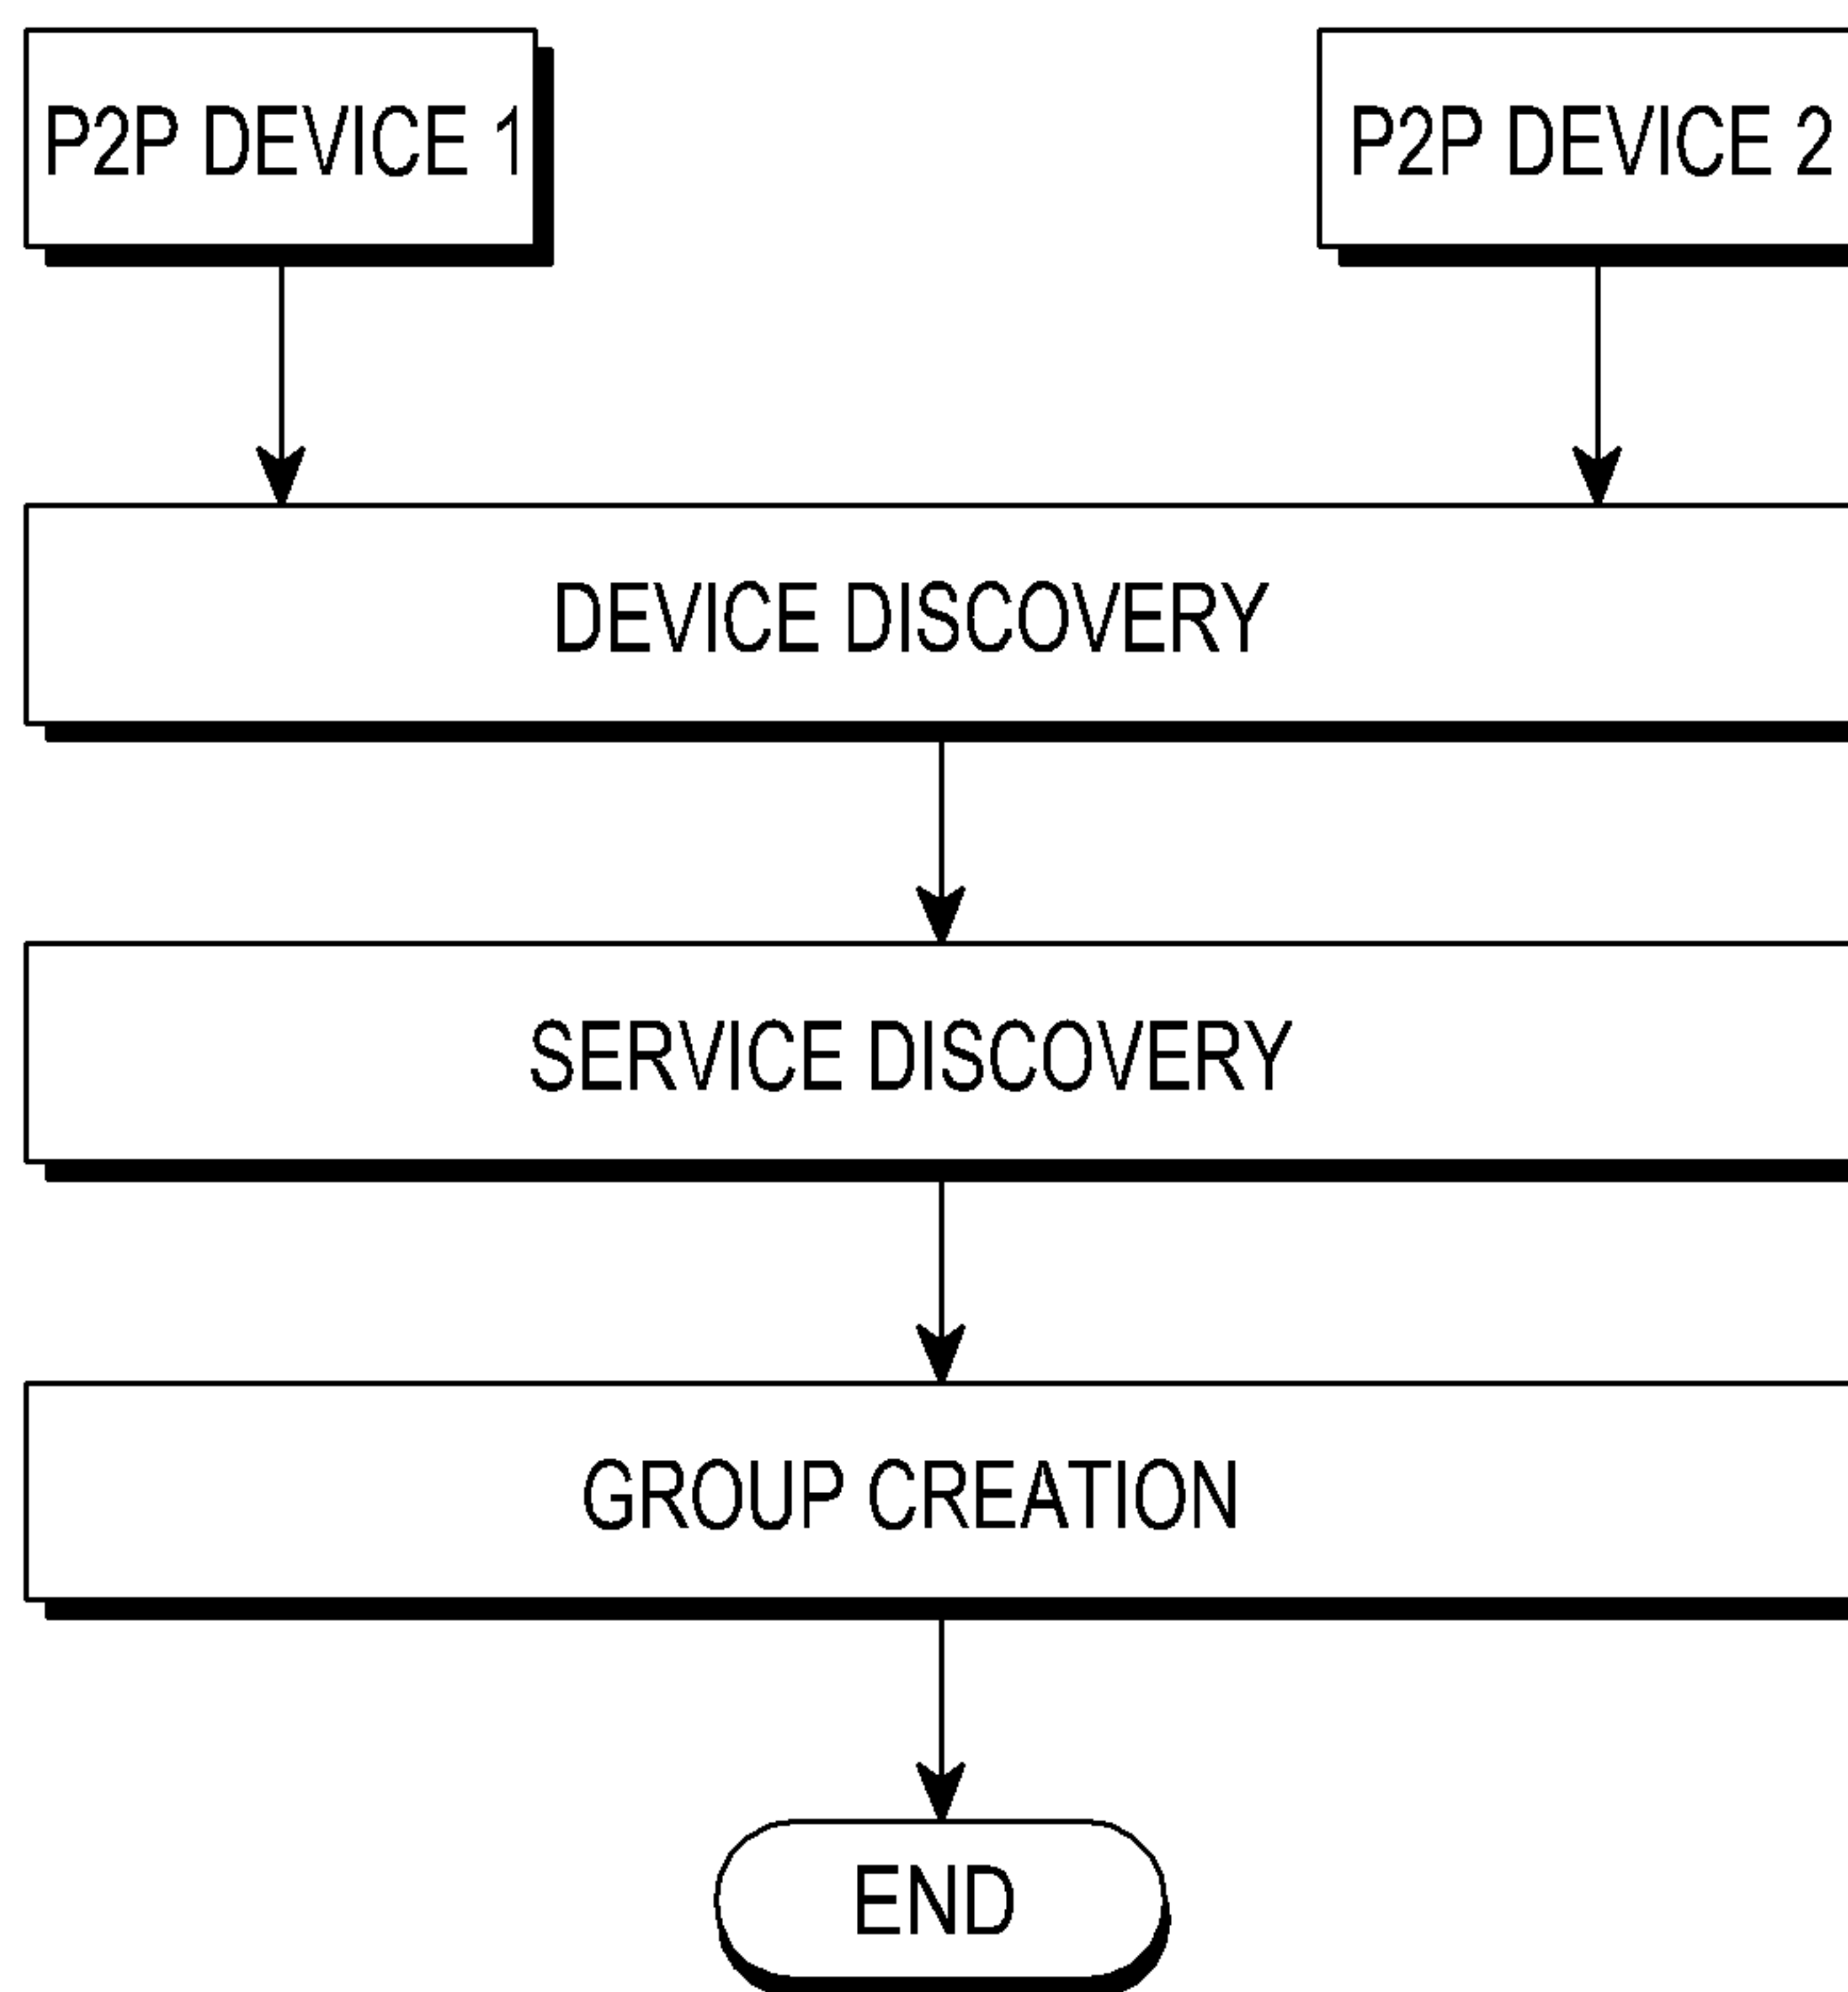 P2P DEVICE 1
P2P DEVICE 2
DEVICE DISCOVERY
SERVICE DISCOVERY
GROUP CREATION
END